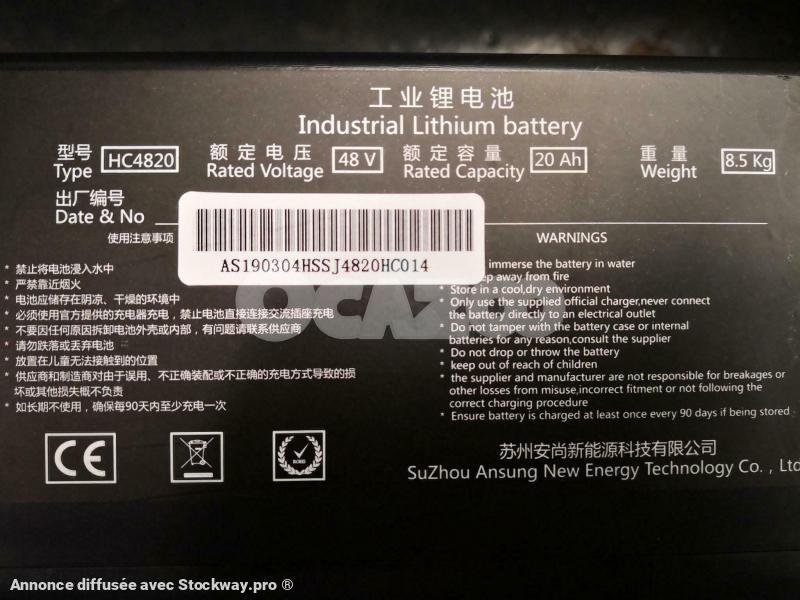 工业锂电池
Industrial Lithium battery
型号 额定电压 额定容量 重量
Type HC4820 Rated Voltage 48 V Rated Capacity 20 Ah Weight 8.5 Kg
出厂编号
Date & No
AS190304HSSJ4820HC014
使用注意事项
* 禁止将电池浸入水中
* 严禁靠近烟火
* 电池应储存在阴凉、干燥的环境中
* 必须使用官方提供的充电器充电，禁止电池直接连接交流插座充电
* 不要因任何原因拆卸电池外壳或内部，有问题请联系供应商
* 请勿跌落或丢弃电池
* 放置在儿童无法接触到的位置
* 供应商和制造商对由于误用、不正确装配或不正确的充电方式导致的损
坏或其他损失概不负责
* 如长期不使用，确保每90天内至少充电一次
WARNINGS
immerse the battery in water
away from fire
* Store in a cool,dry environment
* Only use the supplied official charger,never connect
the battery directly to an electrical outlet
* Do not tamper with the battery case or internal
batteries for any reason,consult the supplier
* Do not drop or throw the battery
* keep out of reach of children
* the supplier and manufacturer are not responsible for breakages or
other losses from misuse,incorrect fitment or not following the
correct charging procedure
* Ensure battery is charged at least once every 90 days if being stored
CE
苏州安尚新能源科技有限公司
SuZhou Ansung New Energy Technology Co. , Ltd
Annonce diffusée avec Stockway.pro ®